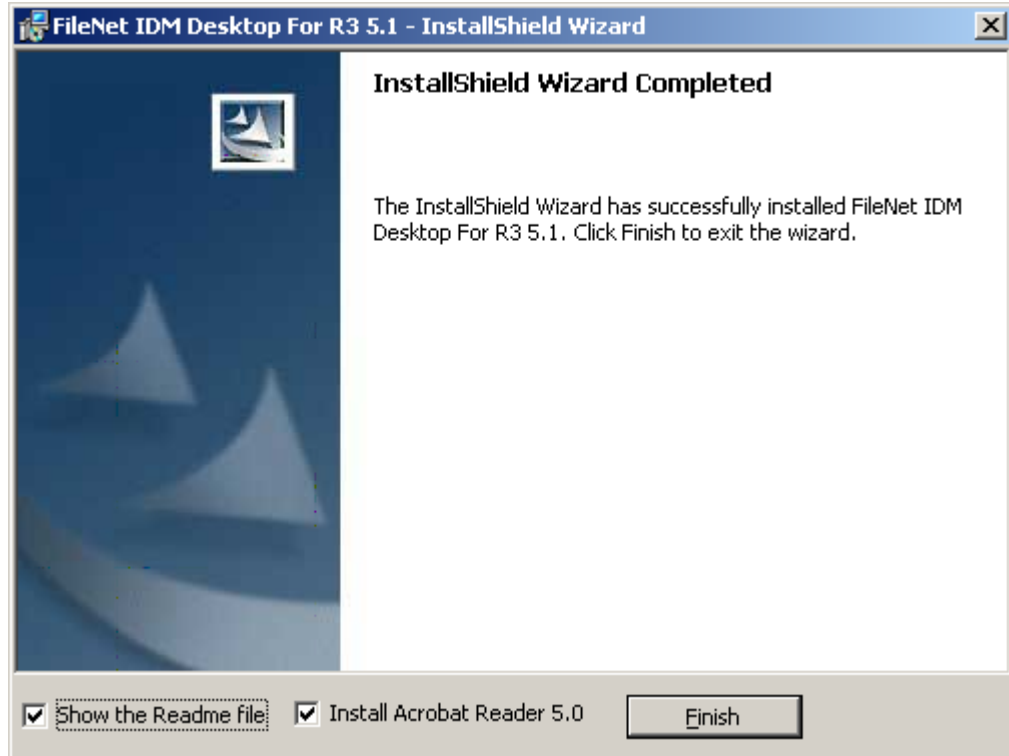 FileNet IDM Desktop For R3 5.1 - InstallShield Wizard
InstallShield Wizard Completed
The InstallShield Wizard has successfully installed FileNet IDM
Desktop For R3 5.1. Click Finish to exit the wizard.
Show the Readme file Install Acrobat Reader 5.0 Finish